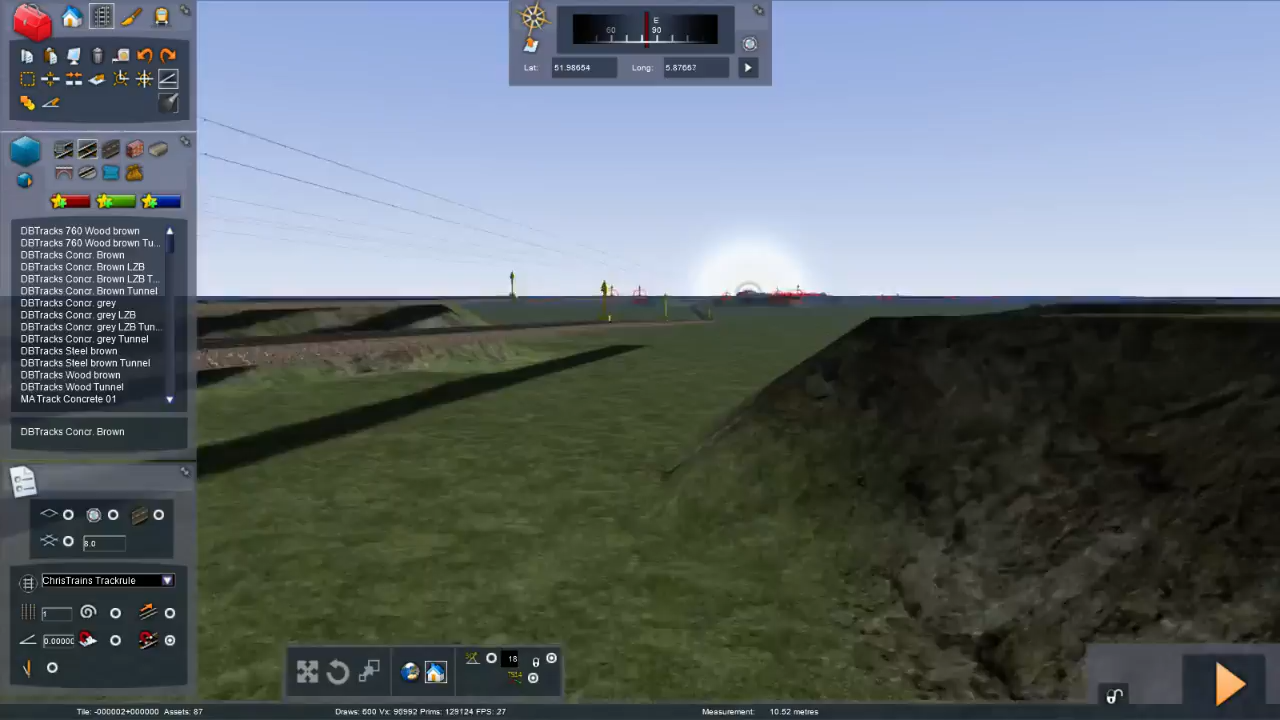 E
60 90
Lat: 51.98654 Long: 5.87657
DBTracks 760 Wood brown
DBTracks 760 Wood brown Tu...
DBTracks Concr. Brown
DBTracks Concr. Brown LZB
DBTracks Concr. Brown LZB T...
DBTracks Concr. Brown Tunnel
DBTracks Concr. grey
DBTracks Concr. grey LZB
DBTracks Concr. grey LZB Tun...
DBTracks Concr. grey Tunnel
DBTracks Steel brown
DBTracks Steel brown Tunnel
DBTracks Wood brown
DBTracks Wood Tunnel
MA Track Concrete 01
DBTracks Concr. Brown
8.0
ChrisTrains Trackrule
1
0.0000
18
Tile: -000002+000000 Assets: 87 Draws: 600 Vx: 96992 Prims: 129124 FPS: 27 Measurement: 10.52 metres